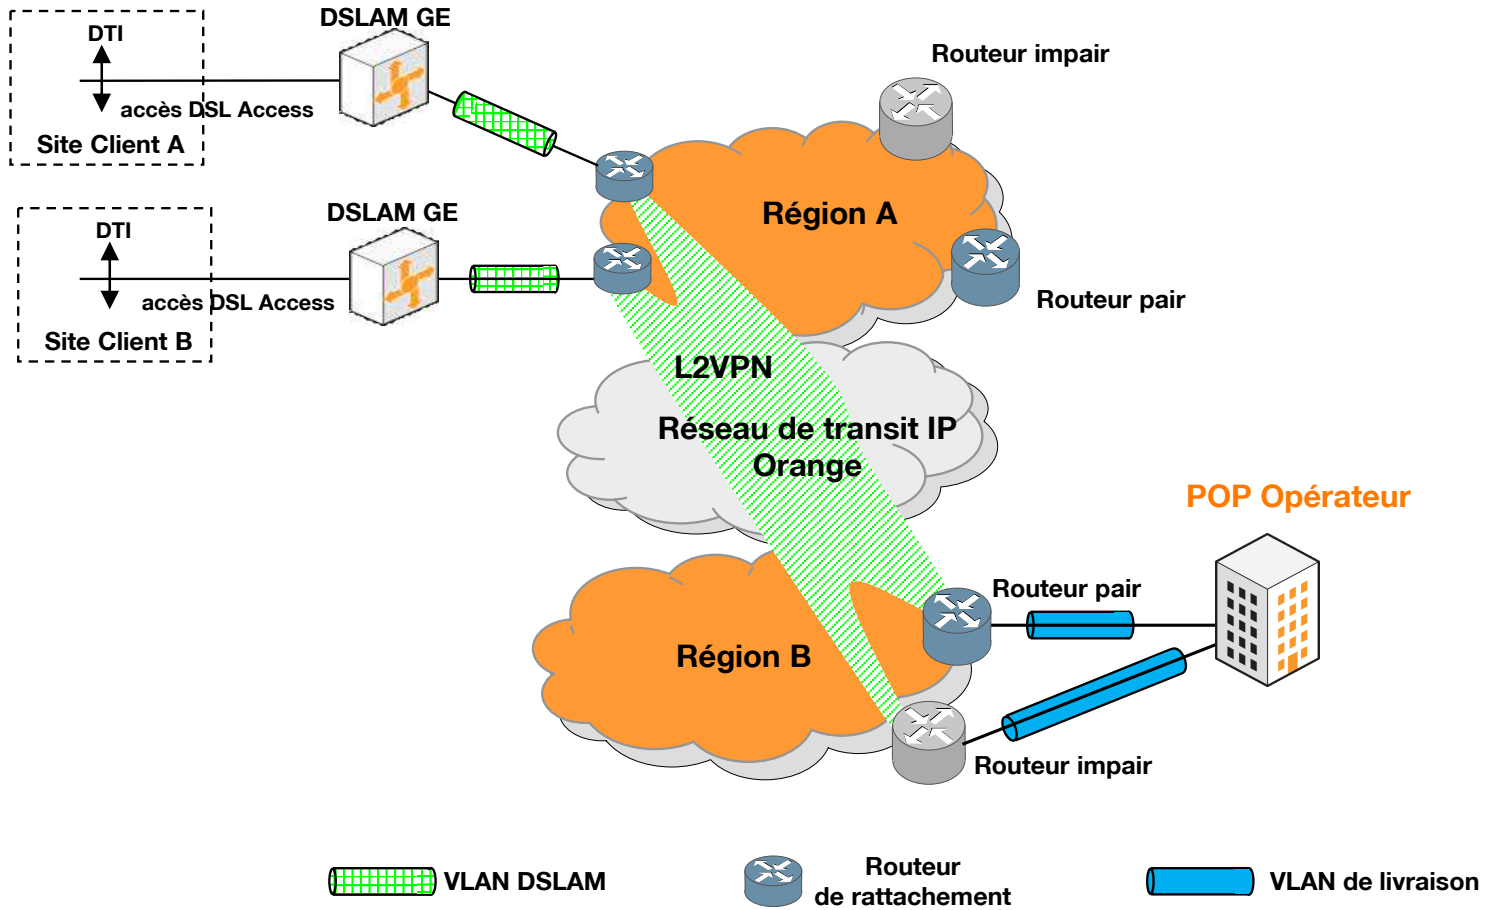 DSLAM GE
DTI
accès DSL Access
Site Client A
Routeur impair
DSLAM GE
DTI
accès DSL Access
Site Client B
Région A
Routeur pair
L2VPN
Réseau de transit IP
Orange
POP Opérateur
Routeur pair
Région B
Routeur impair
VLAN DSLAM
Routeur
de rattachement
VLAN de livraison